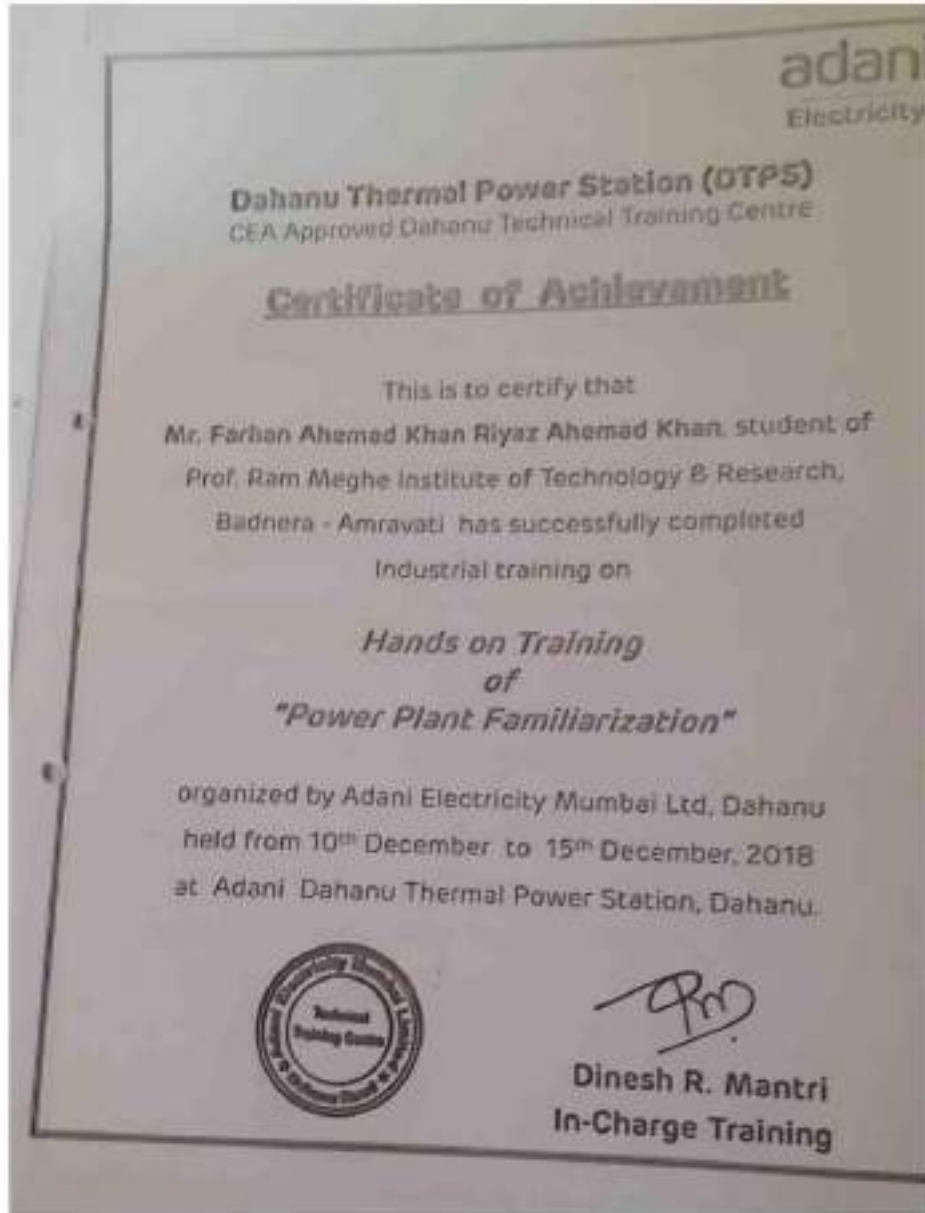 adani
Electricity
Dahanu Thermal Power Station (DTPS)
CEA Approved Dahanu Technical Training Centre
Certificate of Achievement
This is to certify that
Mr. Farhan Ahemad Khan Riyaz Ahemad Khan, student of
Prof. Ram Meghe Institute of Technology & Research,
Badnera - Amravati has successfully completed
Industrial training on
Hands on Training
of
"Power Plant Familiarization"
organized by Adani Electricity Mumbai Ltd, Dahanu
held from 10th December to 15th December, 2018
at Adani Dahanu Thermal Power Station, Dahanu.
Adani Electricity Mumbai Limited
Technical
Training Centre
Dinesh R. Mantri
In-Charge Training